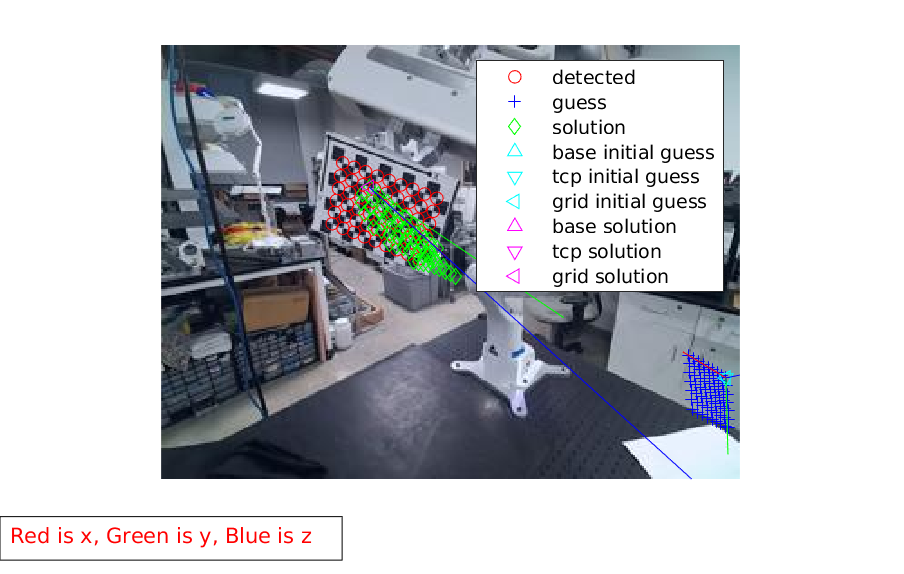 detected
guess
solution
base initial guess
tcp initial guess
grid initial guess
base solution
tcp solution
grid solution
Red is x, Green is y, Blue is z